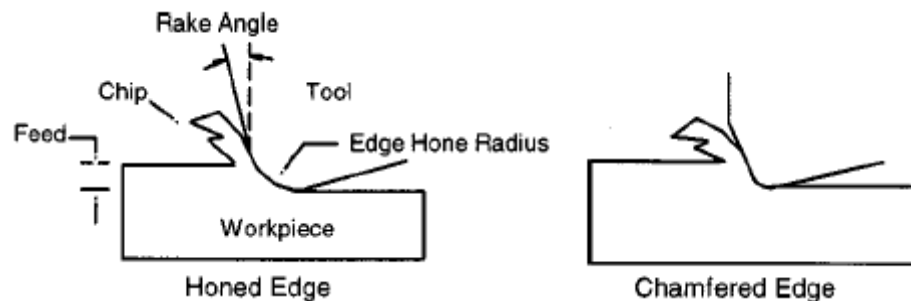 Rake Angle
Chip
Tool
Feed
Edge Hone Radius
Workpiece
Honed Edge
Chamfered Edge